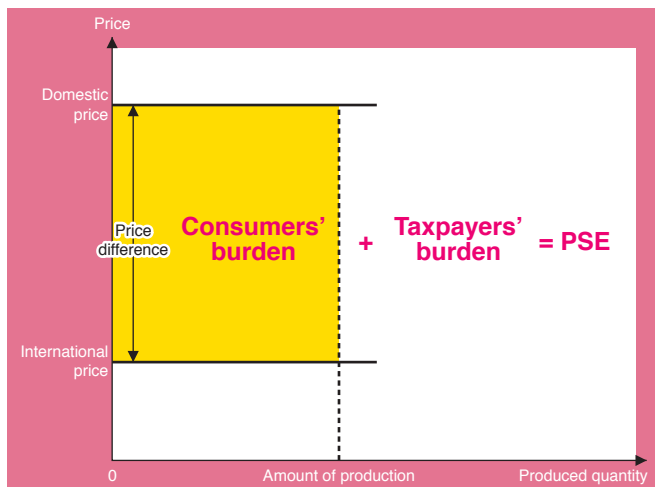 Price
Domestic
price
Price
difference
Consumers’
burden
+
Taxpayers’
burden
= PSE
International
price
0
Amount of production
Produced quantity